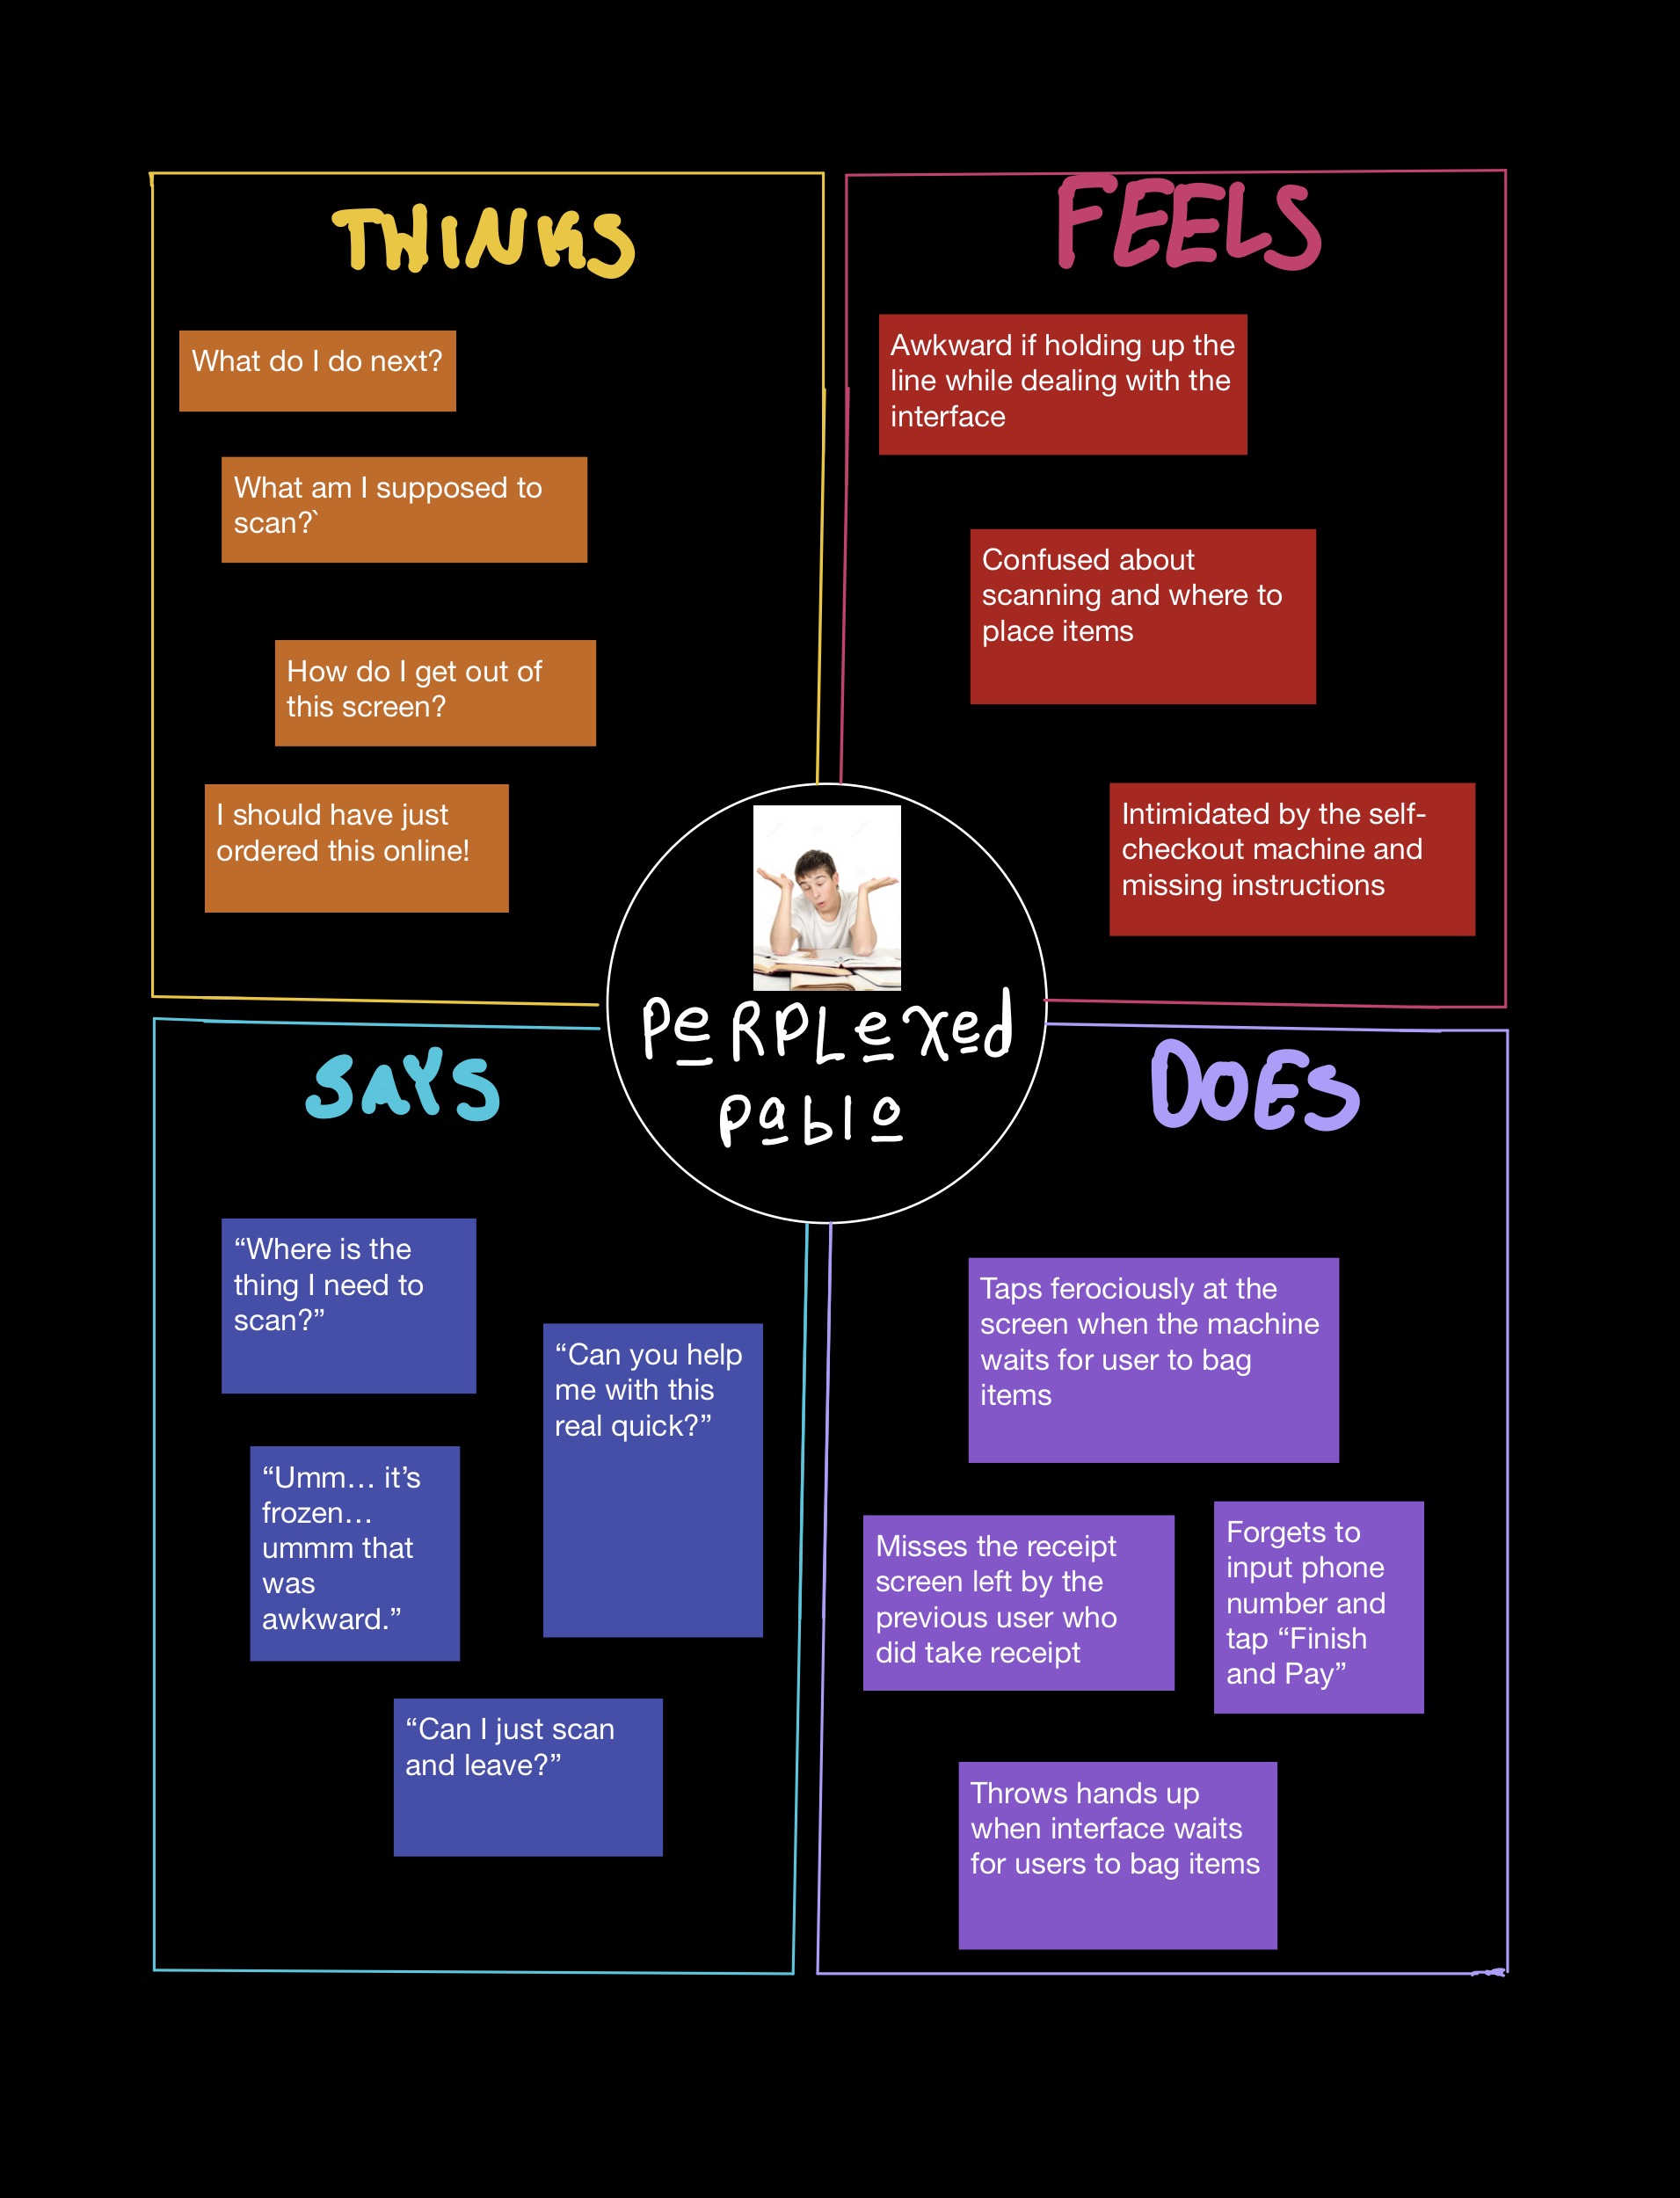 THINKS
What do I do next?
What am I supposed to
scan?`
How do I get out of
this screen?
I should have just
ordered this online!
FEELS
Awkward if holding up the
line while dealing with the
interface
Confused about
scanning and where to
place items
Intimidated by the self-
checkout machine and
missing instructions
PeRPLexed
Pablo
SAYS
“Where is the
thing I need to
scan?”
“Can you help
me with this
real quick?”
“Umm... it’s
frozen...
ummm that
was
awkward.”
“Can I just scan
and leave?”
DOES
Taps ferociously at the
screen when the machine
waits for user to bag
items
Misses the receipt
screen left by the
previous user who
did take receipt
Forgets to
input phone
number and
tap “Finish
and Pay”
Throws hands up
when interface waits
for users to bag items